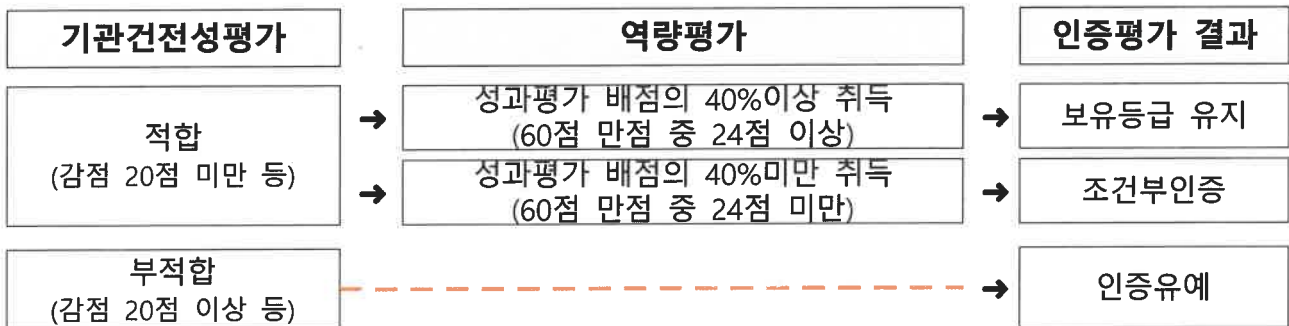 기관건전성평가
역량평가
인증평가 결과
적합
(감점 20점 미만 등)
➜
성과평가 배점의 40%이상 취득
(60점 만점 중 24점 이상)
➜
보유등급 유지
➜
성과평가 배점의 40%미만 취득
(60점 만점 중 24점 미만)
➜
조건부인증
부적합
(감점 20점 이상 등)
➜
인증유예